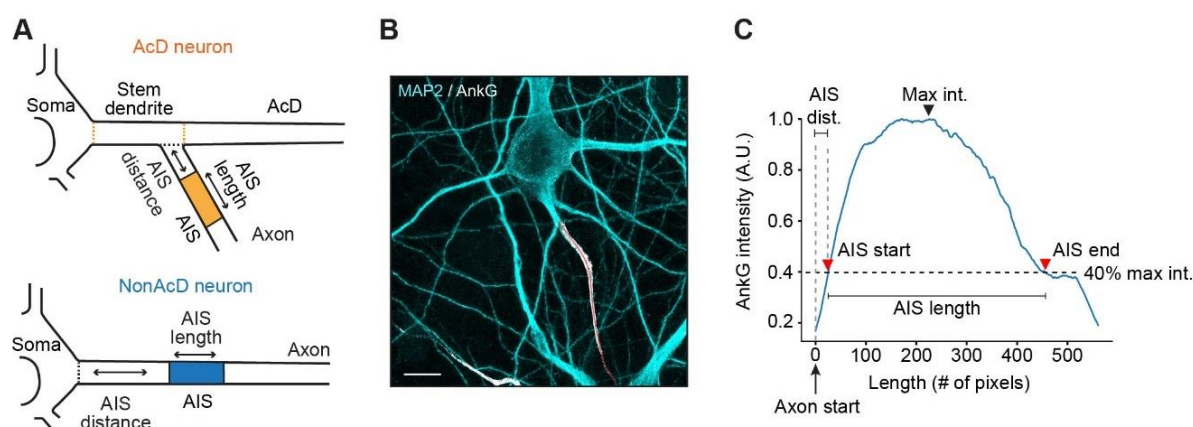 A
AcD neuron
Soma
Stem
dendrite
AcD
AIS
distance
AIS
length
AIS
Axon
NonAcD neuron
Soma
AIS
length
Axon
AIS
distance
AIS
B
MAP2 / AnkG
C
AIS
dist.
Max int.
AnkG intensity (A.U.)
1.0
0.8
0.6
0.4
0.2
AIS start
AIS end
40% max int.
AIS length
0 100 200 300 400 500
Length (# of pixels)
Axon start